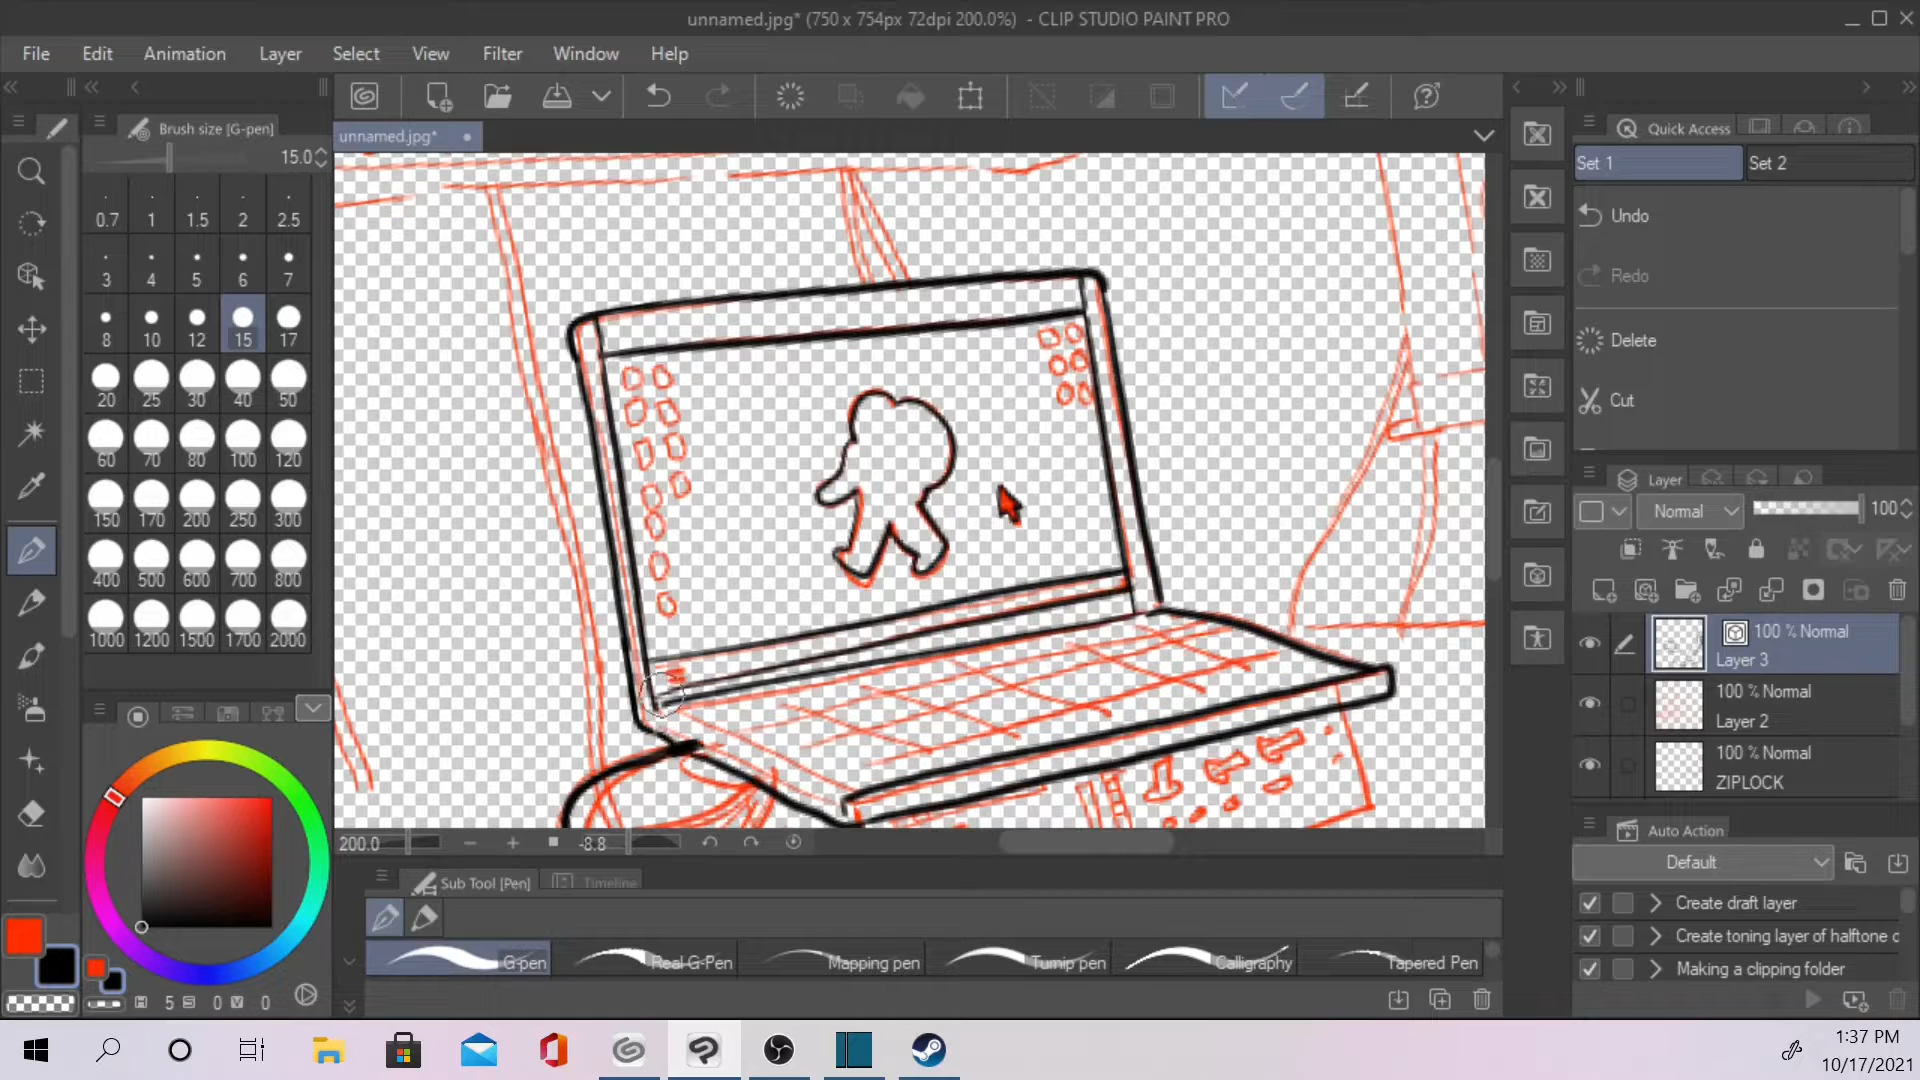 unnamed.jpg* (750 x 754px 72dpi 200.0%) - CLIP STUDIO PAINT PRO
File Edit Animation Layer Select View Filter Window Help
unnamed.jpg*
Brush size [G-pen]
15.0
0.7 1 1.5 2 2.5
3 4 5 6 7
8 10 12 15 17
20 25 30 40 50
60 70 80 100 120
150 170 200 250 300
400 500 600 700 800
1000 1200 1500 1700 2000
H 5 S 0 V 0
200.0 -8.8
Sub Tool [Pen] Timeline
G-pen Real G-Pen Mapping pen Turnip pen Calligraphy Tapered Pen
Quick Access
Set 1 Set 2
Undo
Redo
Delete
Cut
Layer
Normal 100
100 % Normal
Layer 3
100 % Normal
Layer 2
100 % Normal
ZIPLOCK
Auto Action
Default
Create draft layer
Create toning layer of halftone c
Making a clipping folder
1:37 PM
10/17/2021